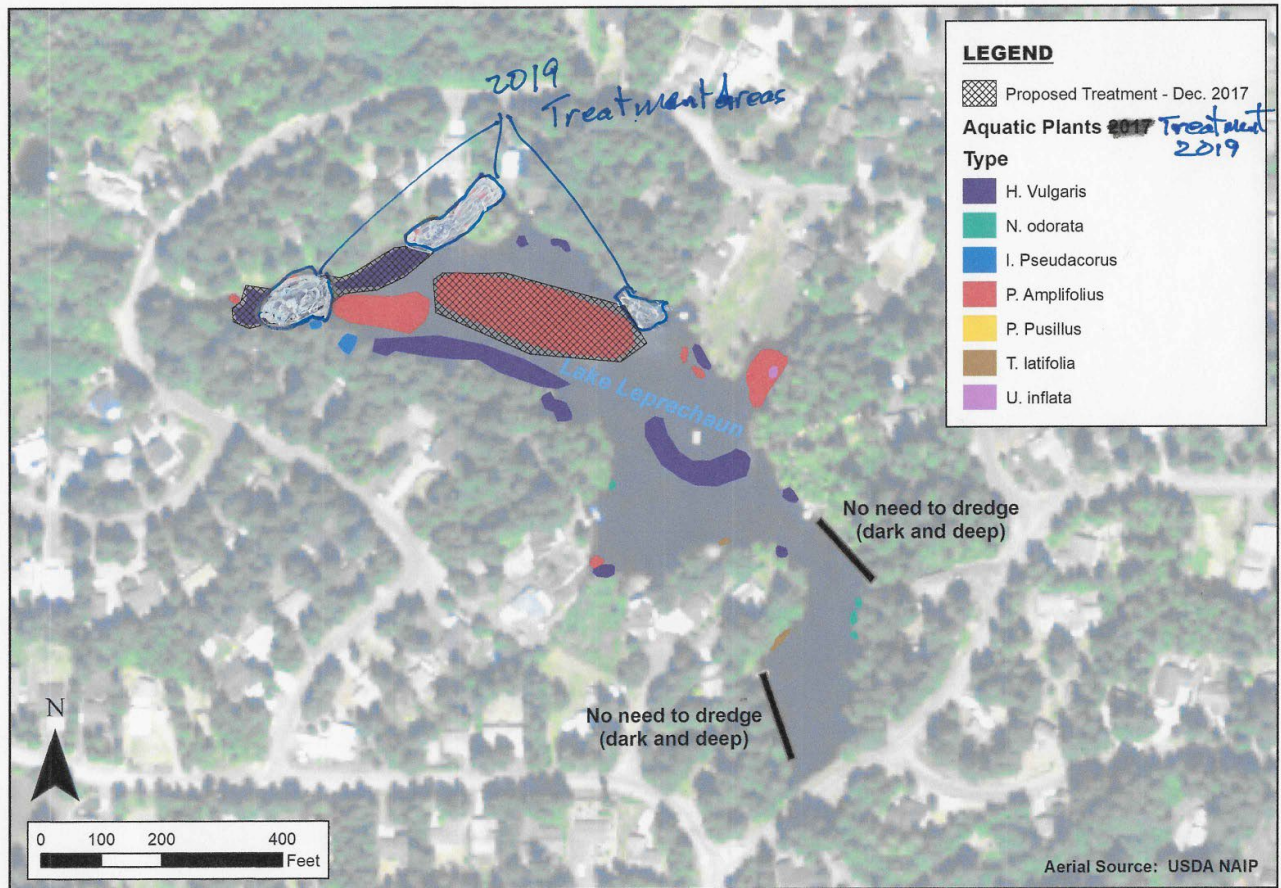 2019
Treatment Areas
LEGEND
Proposed Treatment - Dec. 2017
Aquatic Plants 2017 Treatment
2019
Type
H. Vulgaris
N. odorata
I. Pseudacorus
P. Amplifolius
P. Pusillus
T. latifolia
U. inflata
Lake Leprechaun
No need to dredge
(dark and deep)
No need to dredge
(dark and deep)
N
0 100 200 400
Feet
Aerial Source: USDA NAIP